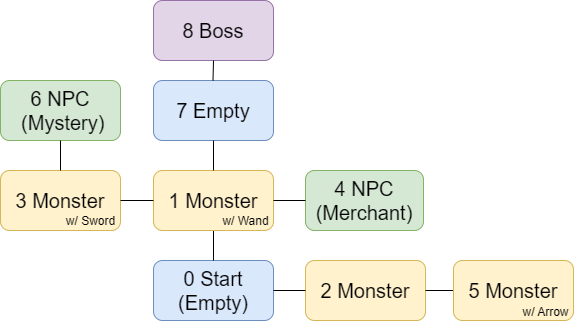 8 Boss
6 NPC
(Mystery)
7 Empty
3 Monster
w/ Sword
1 Monster
w/ Wand
4 NPC
(Merchant)
0 Start
(Empty)
2 Monster
5 Monster
w/ Arrow